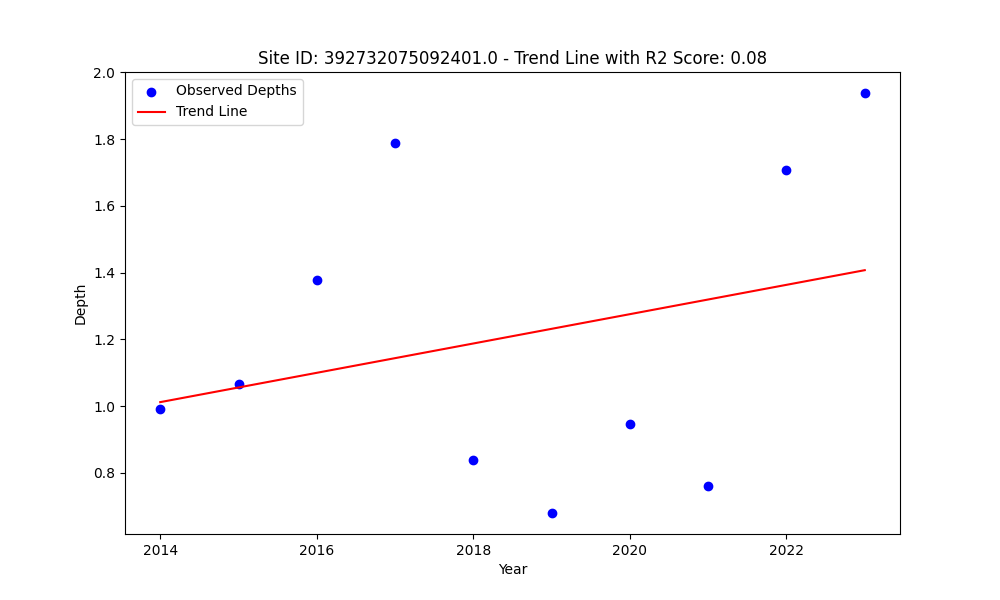 Site ID: 392732075092401.0 - Trend Line with R2 Score: 0.08
Observed Depths
Trend Line
2.0
1.8
1.6
1.4
1.2
1.0
0.8
Depth
2014
2016
2018
2020
2022
Year